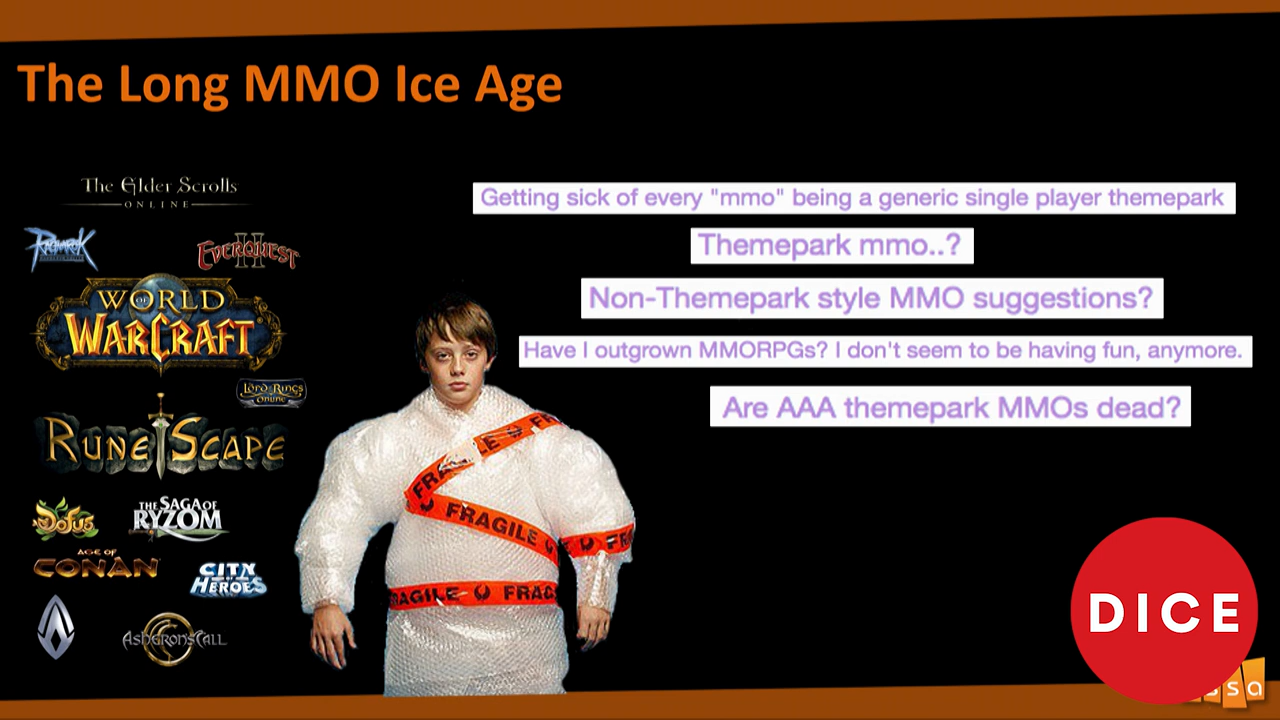 The Long MMO Ice Age
The Elder Scrolls
ONLINE
RAGNARÖK
EVERQUEST
II
WORLD
OF
WARCRAFT
The Lord of the Rings
Online
RUNESCAPE
DOFUS
THE SAGA OF
RYZOM
AGE OF
CONAN
CITY
OF
HEROES
ASHERON'S CALL
Getting sick of every "mmo" being a generic single player themepark
Themepark mmo..?
Non-Themepark style MMO suggestions?
Have I outgrown MMORPGs? I don't seem to be having fun, anymore.
Are AAA themepark MMOs dead?
FRAGILE
FRAGILE
FRAGILE
DICE
ssa